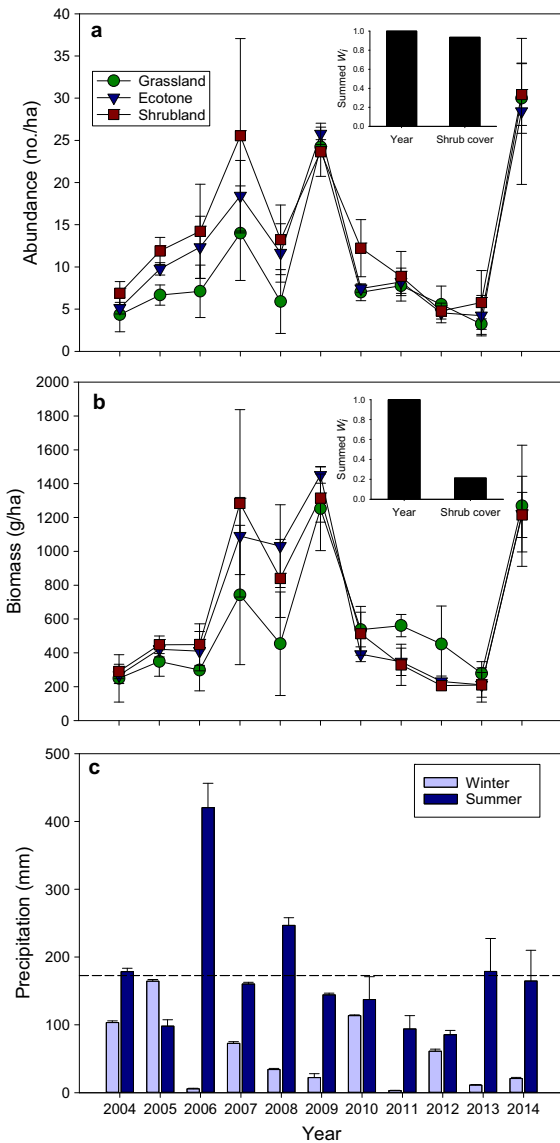 a
Abundance (no./ha)
40
35
30
25
20
15
10
5
0
Grassland
Ecotone
Shrubland
Summed Wj
1.0
0.8
0.6
0.4
0.2
0.0
Year Shrub cover
b
Biomass (g/ha)
2000
1800
1600
1400
1200
1000
800
600
400
200
0
Summed Wj
1.0
0.8
0.6
0.4
0.2
0.0
Year Shrub cover
c
Precipitation (mm)
500
400
300
200
100
0
Winter
Summer
2004 2005 2006 2007 2008 2009 2010 2011 2012 2013 2014
Year